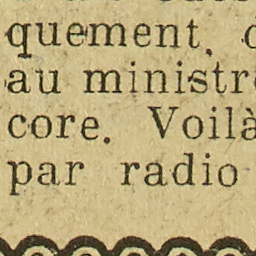 quement,
au ministr
core. Voilà
par radio